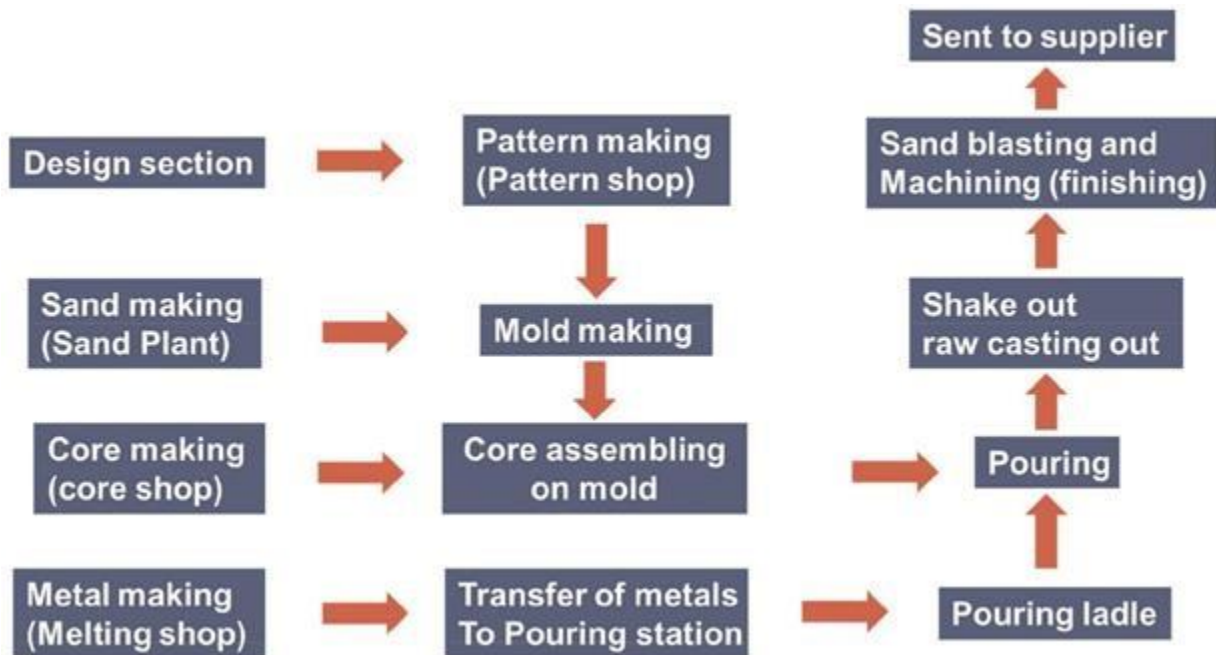 Sent to supplier
Design section
Pattern making
(Pattern shop)
Sand blasting and
Machining (finishing)
Sand making
(Sand Plant)
Mold making
Shake out
raw casting out
Core making
(core shop)
Core assembling
on mold
Pouring
Metal making
(Melting shop)
Transfer of metals
To Pouring station
Pouring ladle